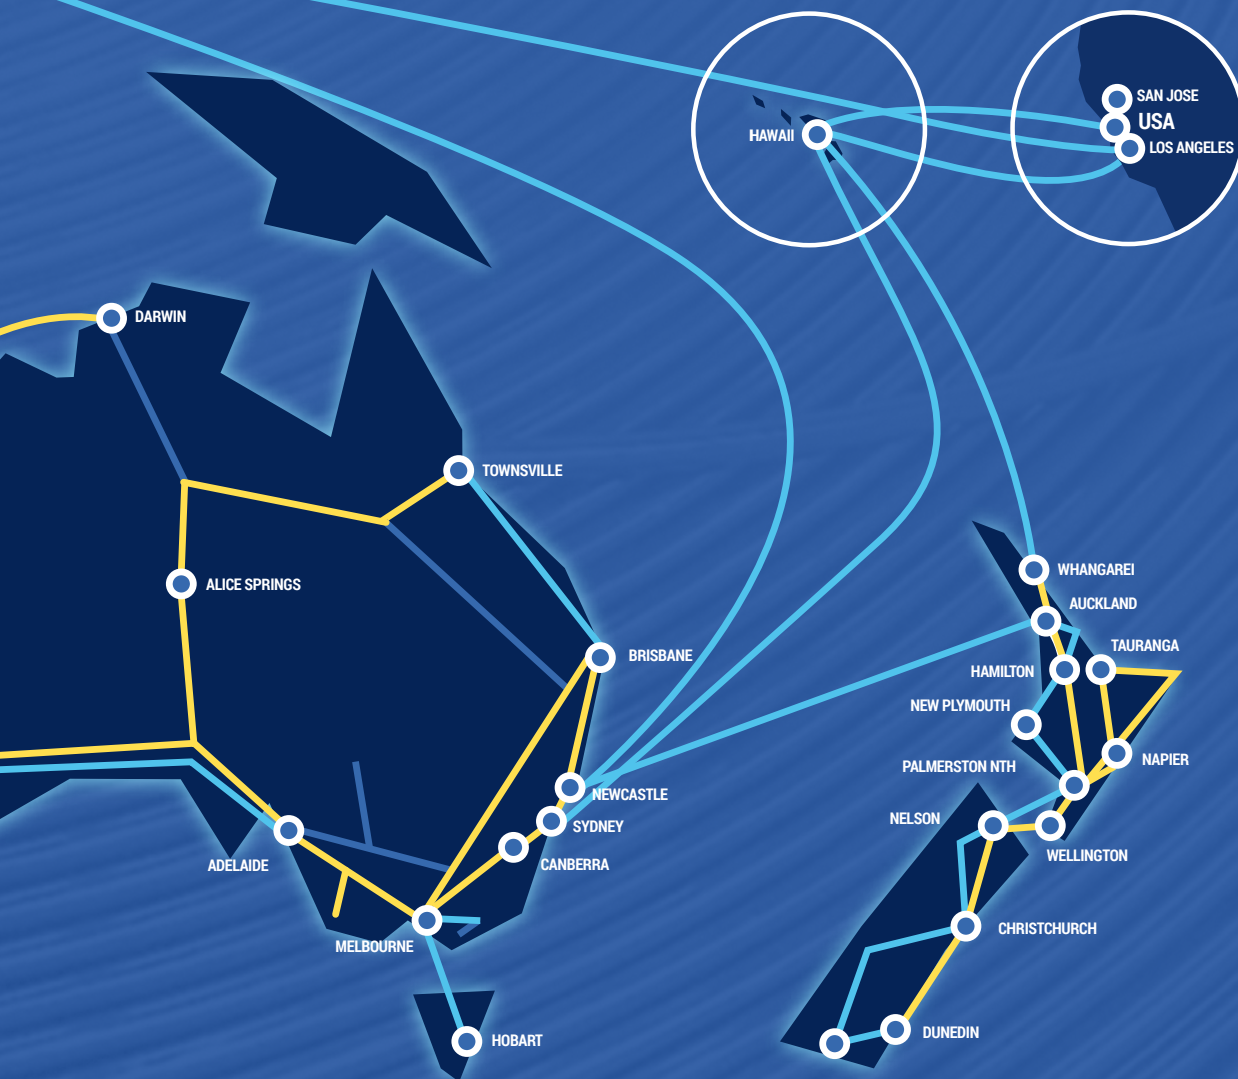 SAN JOSE
USA
HAWAII
LOS ANGELES
DARWIN
TOWNSVILLE
WHANGAREI
ALICE SPRINGS
AUCKLAND
TAURANGA
BRISBANE
HAMILTON
NEW PLYMOUTH
NAPIER
PALMERSTON NTH
NEWCASTLE
NELSON
SYDNEY
WELLINGTON
ADELAIDE
CANBERRA
CHRISTCHURCH
MELBOURNE
DUNEDIN
HOBART